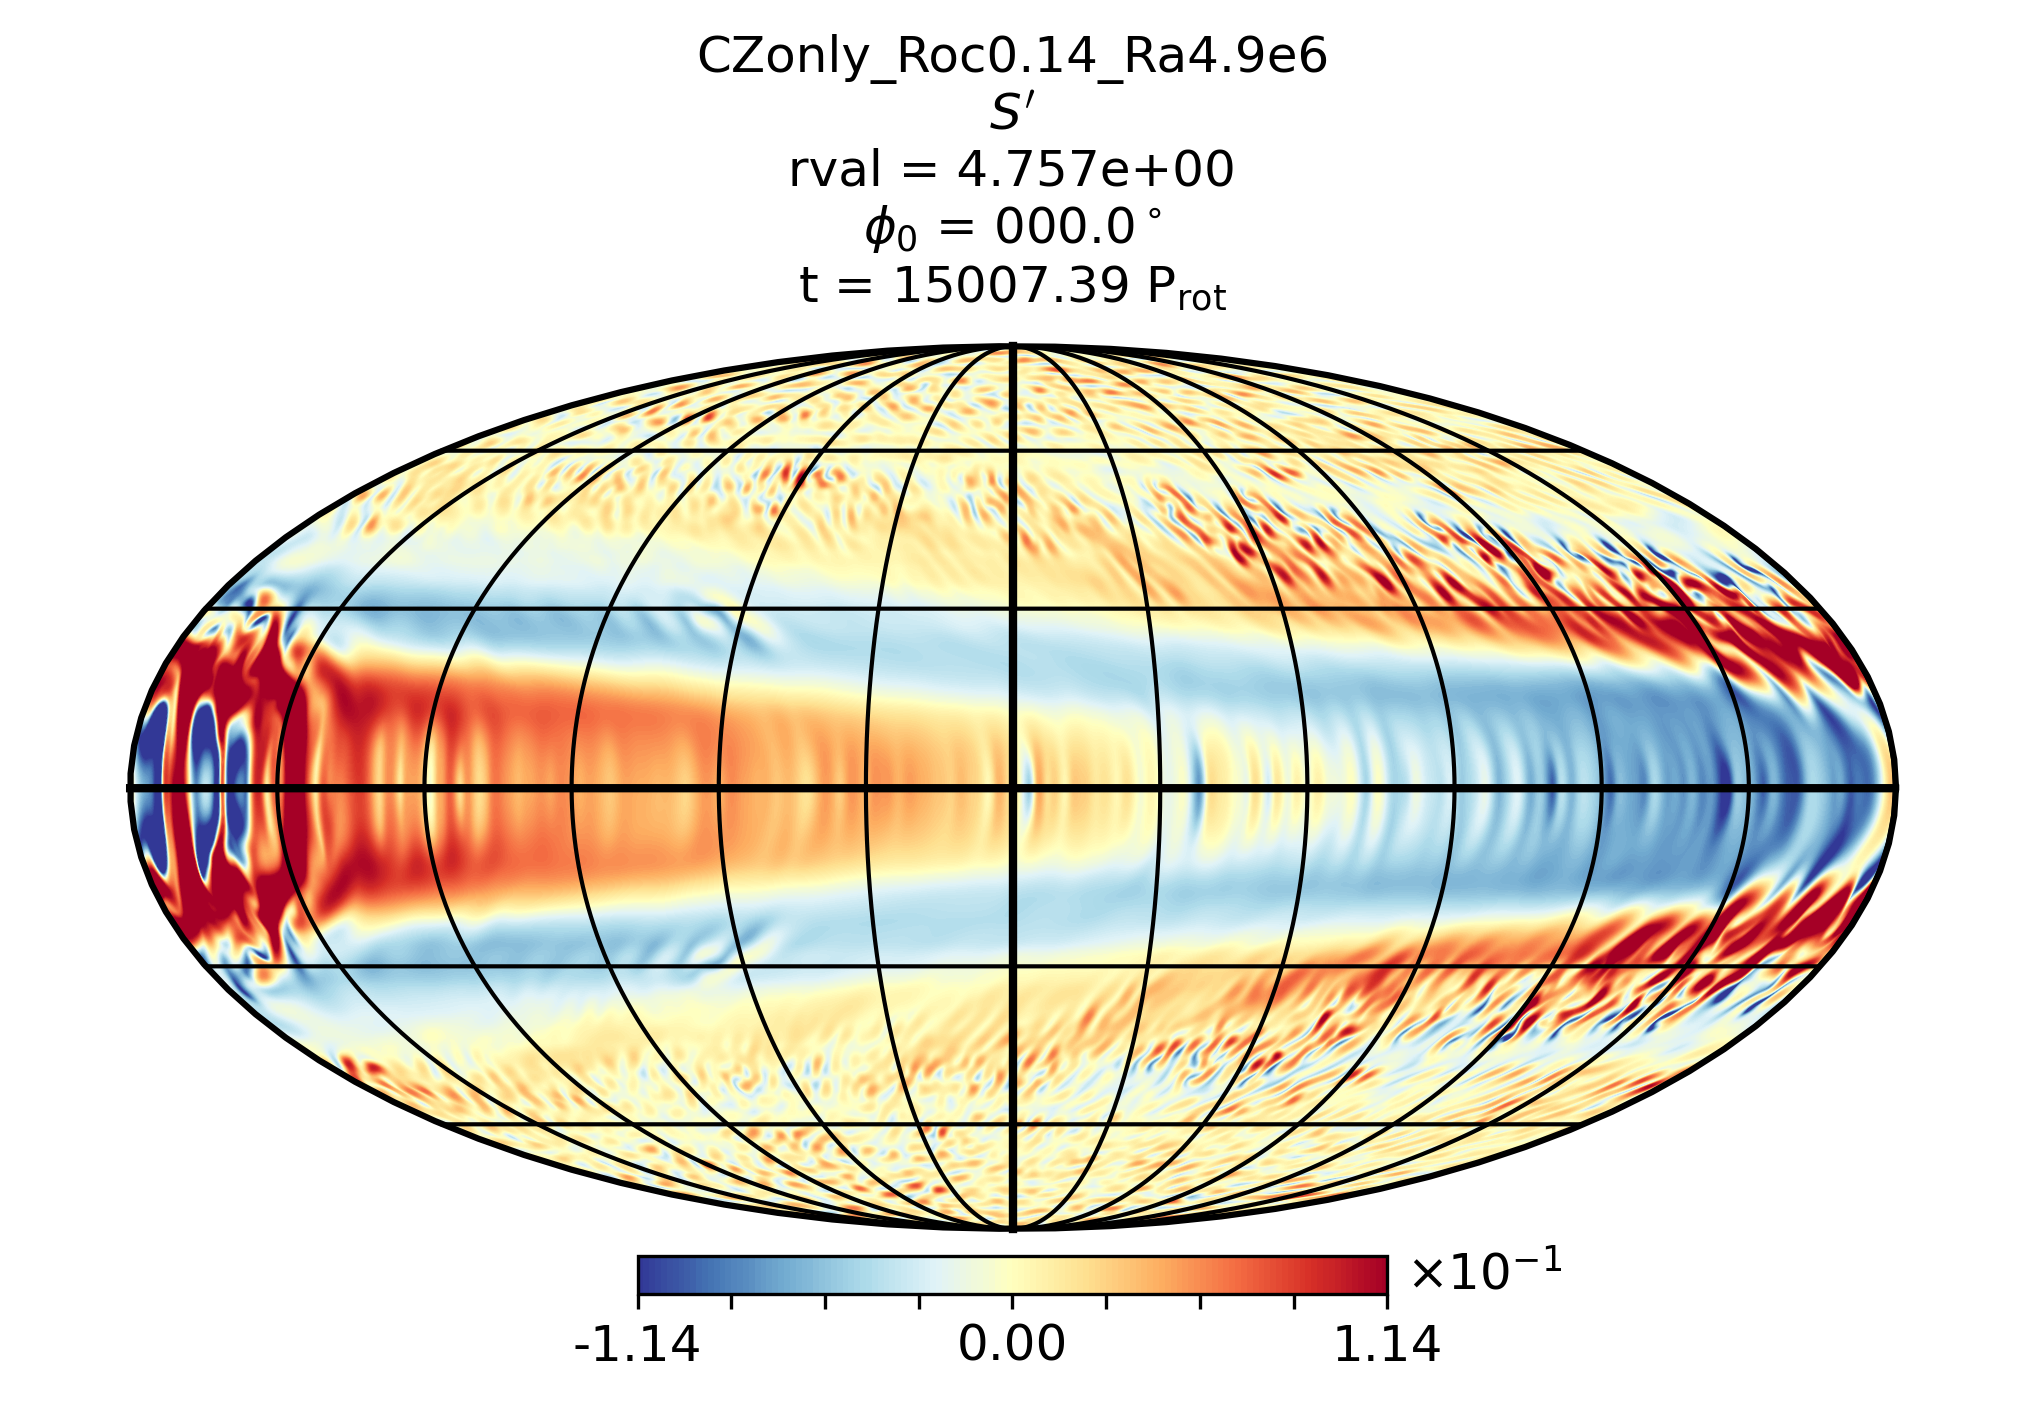 CZonly_Roc0.14_Ra4.9e6
S′
rval = 4.757e+00
ϕ₀ = 000.0°
t = 15007.39 P_rot
×10⁻¹
-1.14 0.00 1.14